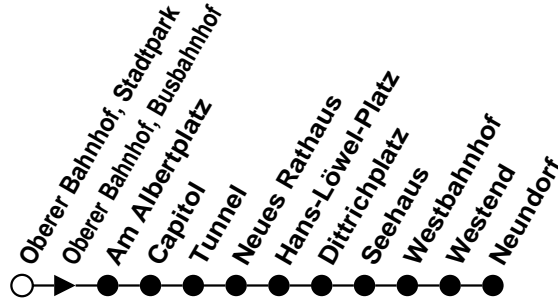 Oberer Bahnhof, Stadtpark
Oberer Bahnhof, Busbahnhof
Am Albertplatz
Capitol
Tunnel
Neues Rathaus
Hans-Löwel-Platz
Dittrichplatz
Seehaus
Westbahnhof
Westend
Neundorf